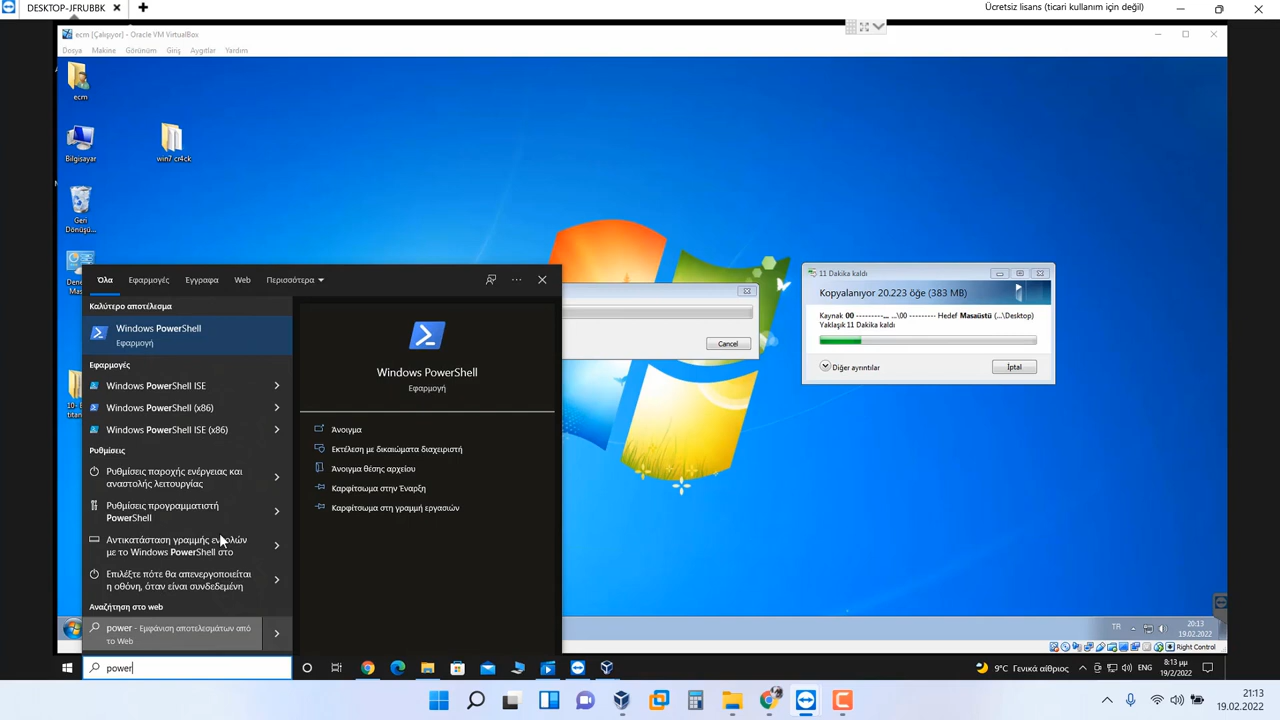 DESKTOP-JFRUBBK
Ücretsiz lisans (ticari kullanım için değil)
ecm [Çalışıyor] - Oracle VM VirtualBox
Dosya Makine Görünüm Giriş Aygıtlar Yardım
ecm
Bilgisayar
win7 cr4ck
Geri
Dönüşü...
Dene
Mas
10-
titan
Cancel
11 Dakika kaldı
Kopyalanıyor 20.223 öğe (383 MB)
Kaynak 00 Hedef Masaüstü (...\Desktop)
Yaklaşık 11 Dakika kaldı
Diğer ayrıntılar
İptal
Όλα Εφαρμογές Έγγραφα Web Περισσότερα
Καλύτερο αποτέλεσμα
Windows PowerShell
Εφαρμογή
Εφαρμογές
Windows PowerShell ISE
Windows PowerShell (x86)
Windows PowerShell ISE (x86)
Ρυθμίσεις
Ρυθμίσεις παροχής ενέργειας και
αναστολής λειτουργίας
Ρυθμίσεις προγραμματιστή
PowerShell
Αντικατάσταση γραμμής εντολών
με το Windows PowerShell στο
Επιλέξτε πότε θα απενεργοποιείται
η οθόνη, όταν είναι συνδεδεμένη
Αναζήτηση στο web
power - Εμφάνιση αποτελεσμάτων από
το Web
power
Windows PowerShell
Εφαρμογή
Άνοιγμα
Εκτέλεση με δικαιώματα διαχειριστή
Άνοιγμα θέσης αρχείου
Καρφίτσωμα στην Έναρξη
Καρφίτσωμα στη γραμμή εργασιών
TR
20:13
19.02.2022
Right Control
9°C Γενικά αίθριος
ENG
8:13 μμ
19/2/2022
21:13
19.02.2022